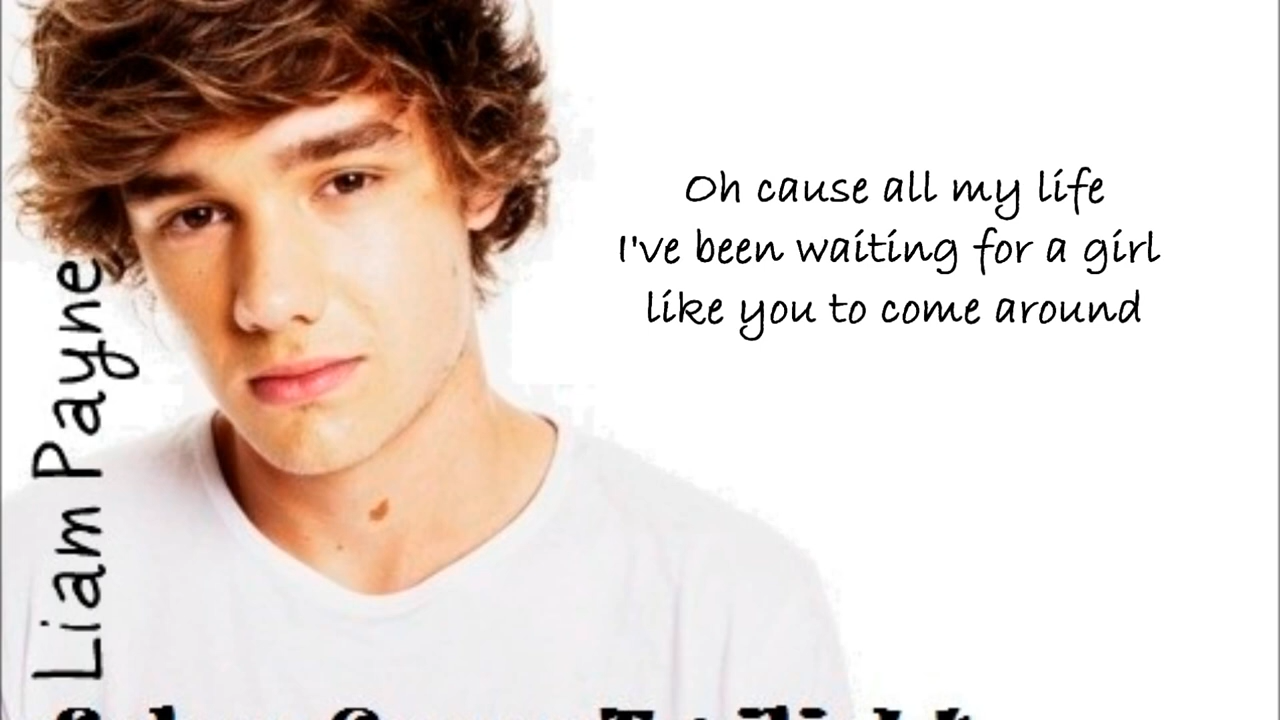 Oh cause all my life
I've been waiting for a girl
like you to come around
Liam Payne